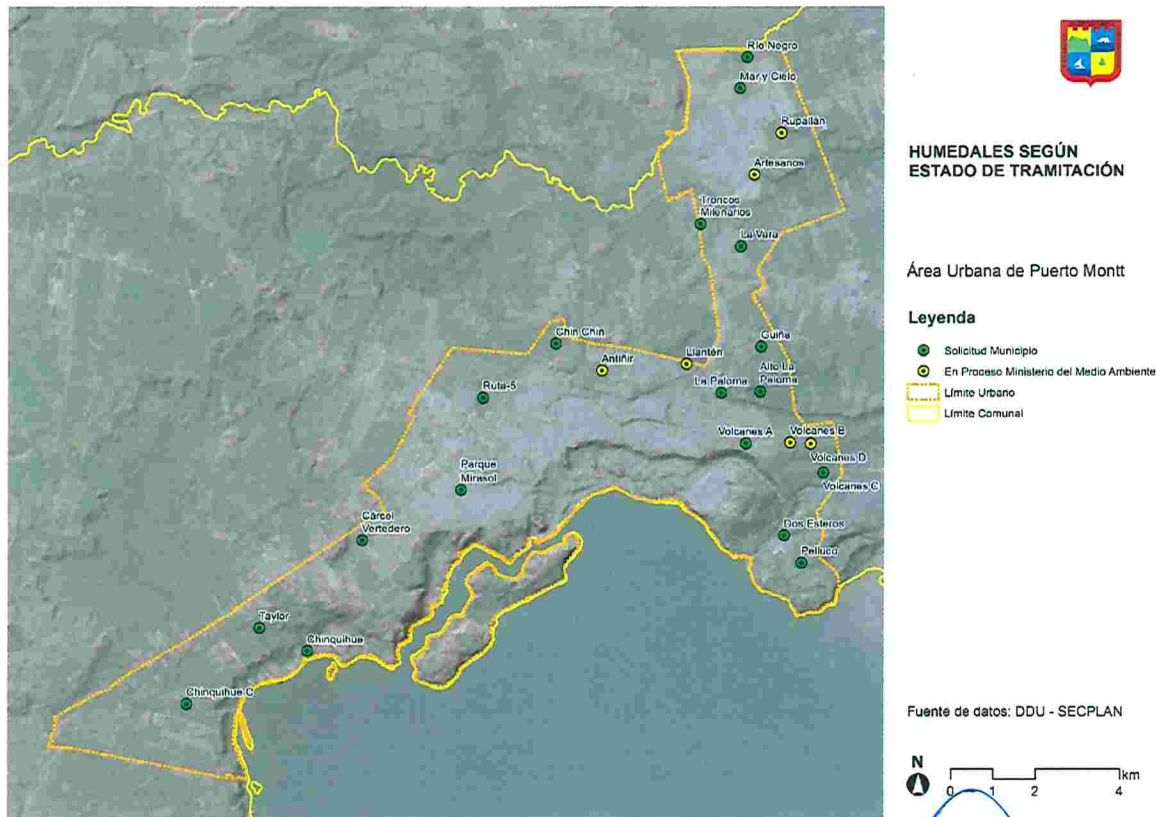 Río Negro
Mar y Cielo
Rupallan
Artesanos
Troncos
Milenarios
La Vara
Chin Chin
Antiñir
Llantén
Guiña
Ruta-5
La Paloma
Alto La
Paloma
Volcanes A
Volcanes B
Volcanes D
Volcanes C
Parque
Mirasol
Cárcel
Vertedero
Dos Esteros
Pelluco
Taylor
Chinquihue
Chinquihue C
HUMEDALES SEGÚN
ESTADO DE TRAMITACIÓN
Área Urbana de Puerto Montt
Leyenda
Solicitud Municipio
En Proceso Ministerio del Medio Ambiente
Límite Urbano
Límite Comunal
Fuente de datos: DDU - SECPLAN
N
km
0 1 2 4